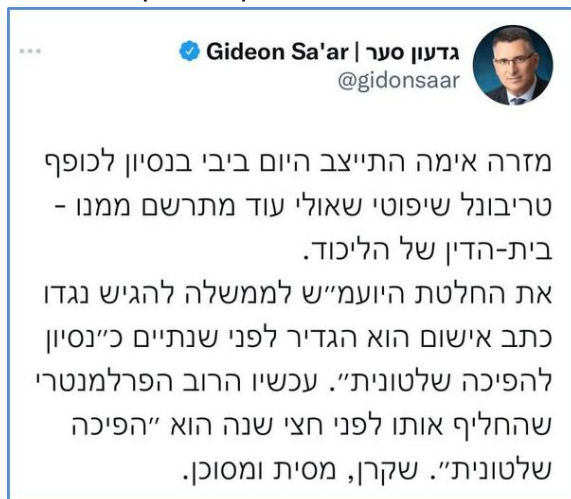 גדעון סער | Gideon Sa'ar
@gidonsaar
מזרה אימה התייצב היום ביבי בנסיון לכופף
טריבונל שיפוטי שאולי עוד מתרשם ממנו -
בית-הדין של הליכוד.
את החלטת היועמ״ש לממשלה להגיש נגדו
כתב אישום הוא הגדיר לפני שנתיים כ״נסיון
להפיכה שלטונית״. עכשיו הרוב הפרלמנטרי
שהחליף אותו לפני חצי שנה הוא ״הפיכה
שלטונית״. שקרן, מסית ומסוכן.